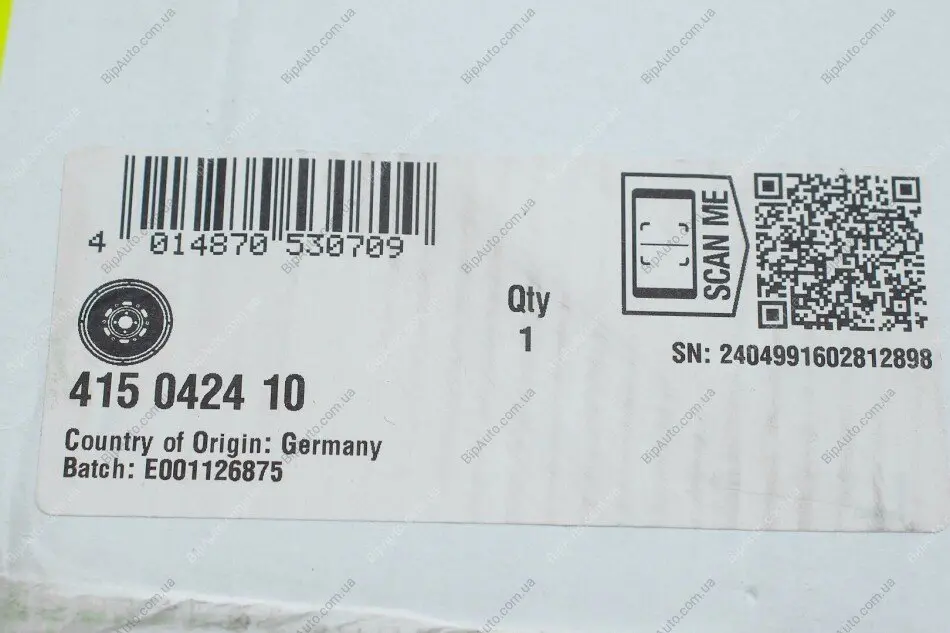 4 014870 530709
SCAN ME
Qty
1
SN: 2404991602812898
415 0424 10
Country of Origin: Germany
Batch: E001126875
BipAuto.com.ua